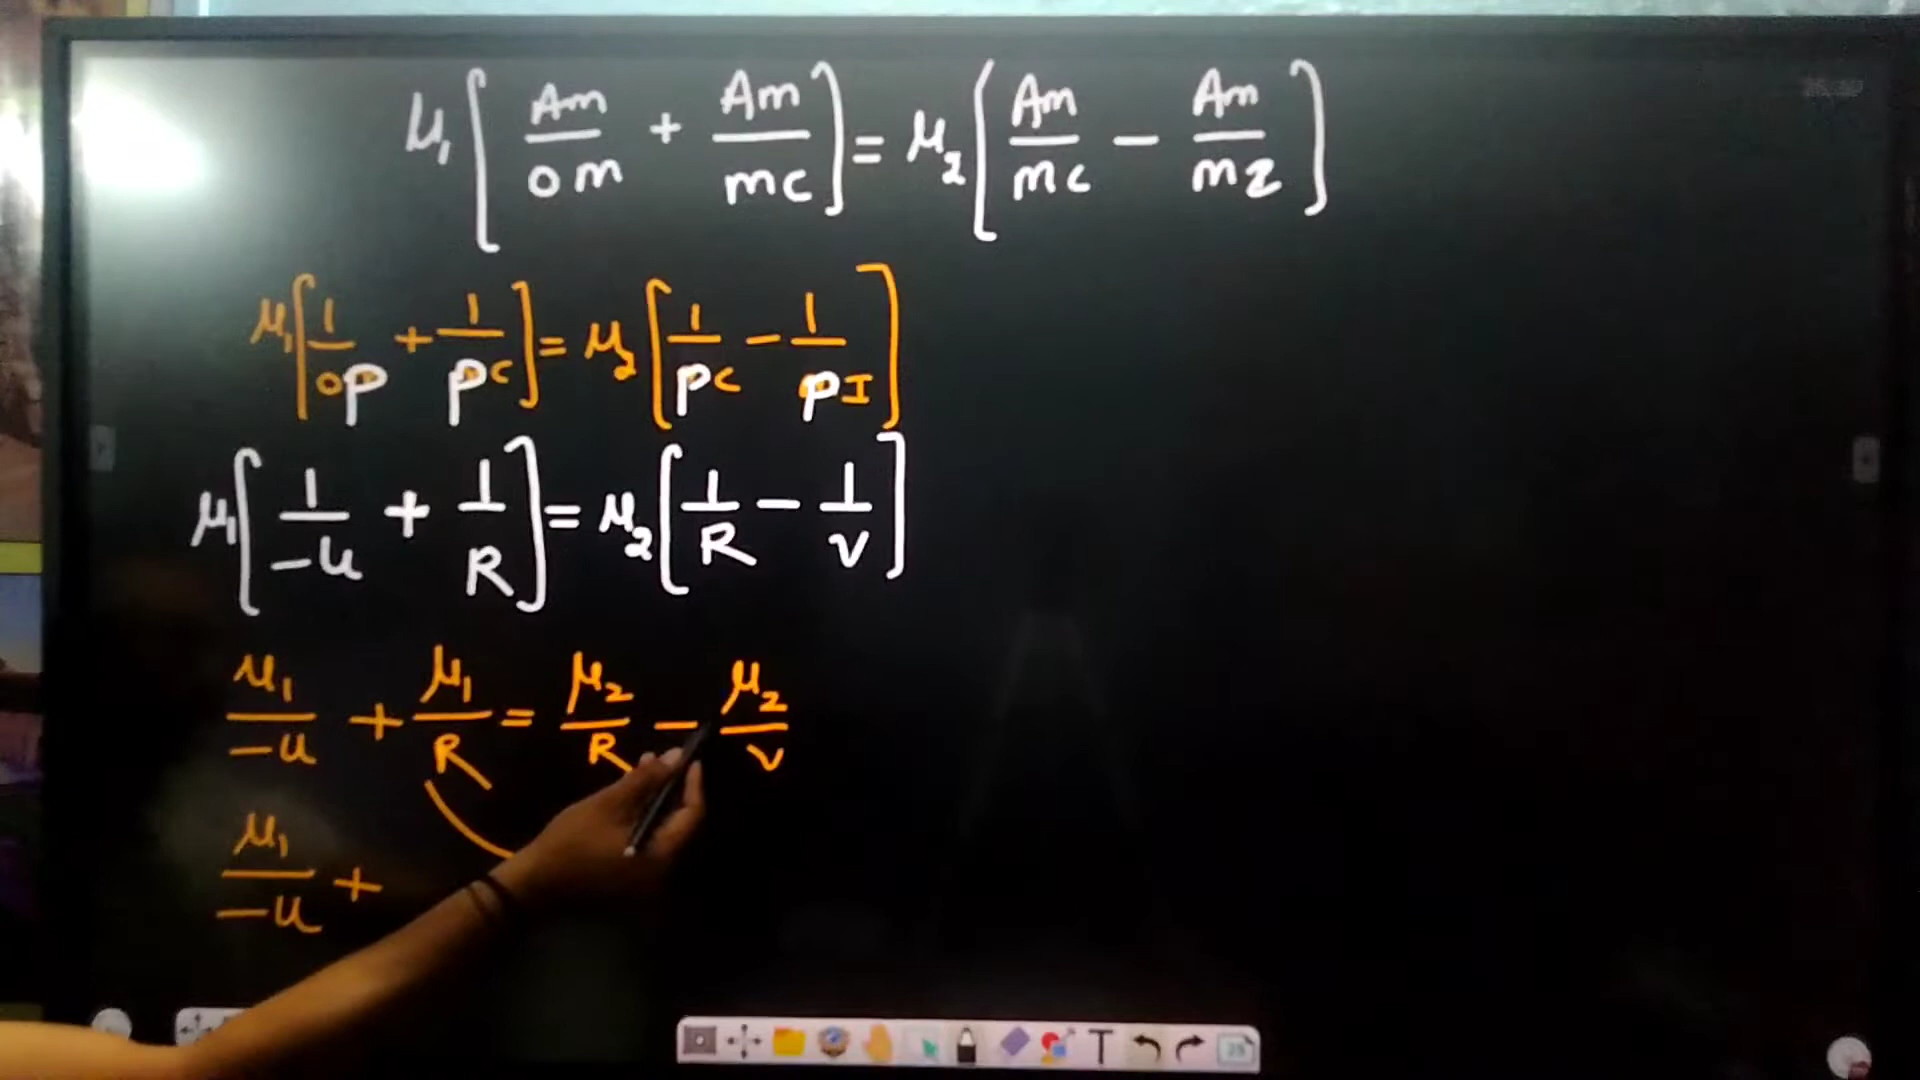 μ₁[Am/om + Am/mc] = μ₂[Am/mc − Am/mI]
μ₁[1/op + 1/pc] = μ₂[1/pc − 1/pI]
μ₁[1/−u + 1/R] = μ₂[1/R − 1/v]
μ₁/−u + μ₁/R = μ₂/R − μ₂/v
μ₁/−u +